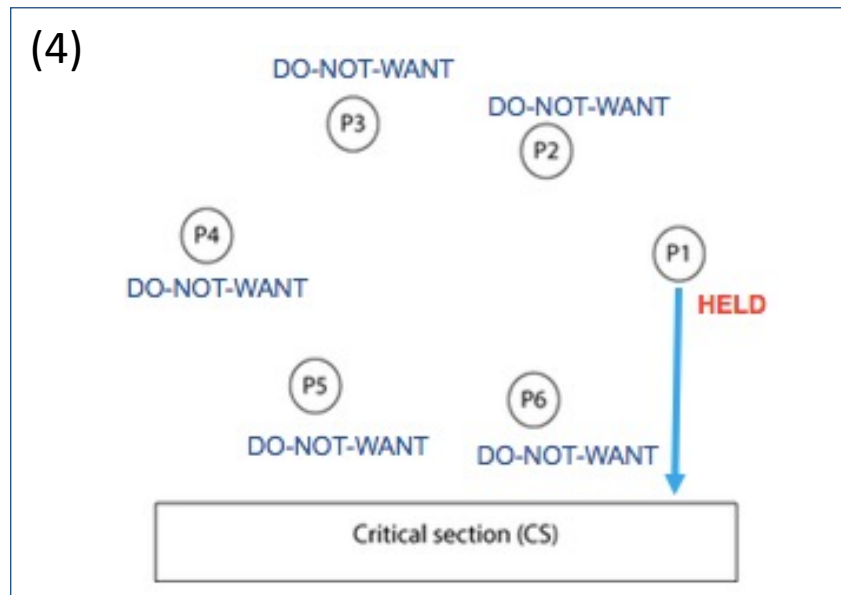 (4)
DO-NOT-WANT
P3
DO-NOT-WANT
P2
P4
DO-NOT-WANT
P1
HELD
P5
DO-NOT-WANT
P6
DO-NOT-WANT
Critical section (CS)